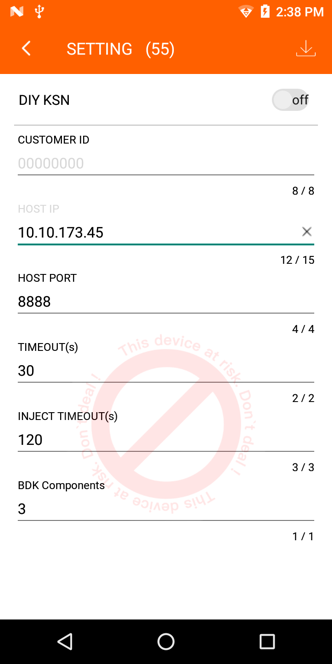 2:38 PM
SETTING (55)
DIY KSN
off
CUSTOMER ID
00000000
8 / 8
HOST IP
10.10.173.45
12 / 15
HOST PORT
8888
4 / 4
TIMEOUT(s)
30
2 / 2
INJECT TIMEOUT(s)
120
3 / 3
BDK Components
3
1 / 1
This device at risk. Don't deal !
This device at risk. Don't deal !